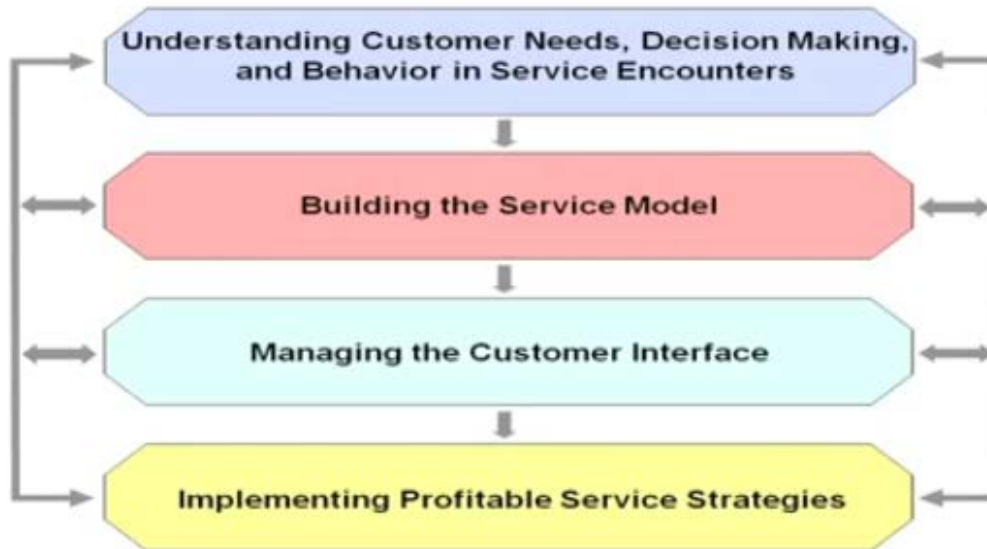 Understanding Customer Needs, Decision Making,
and Behavior in Service Encounters
Building the Service Model
Managing the Customer Interface
Implementing Profitable Service Strategies